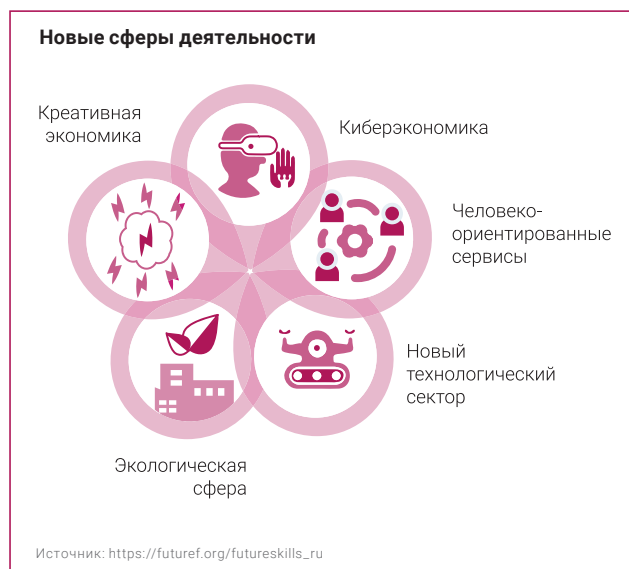 Новые сферы деятельности
Креативная
экономика
Киберэкономика
Человеко-
ориентированные
сервисы
Новый
технологический
сектор
Экологическая
сфера
Источник: https://futuref.org/futureskills_ru